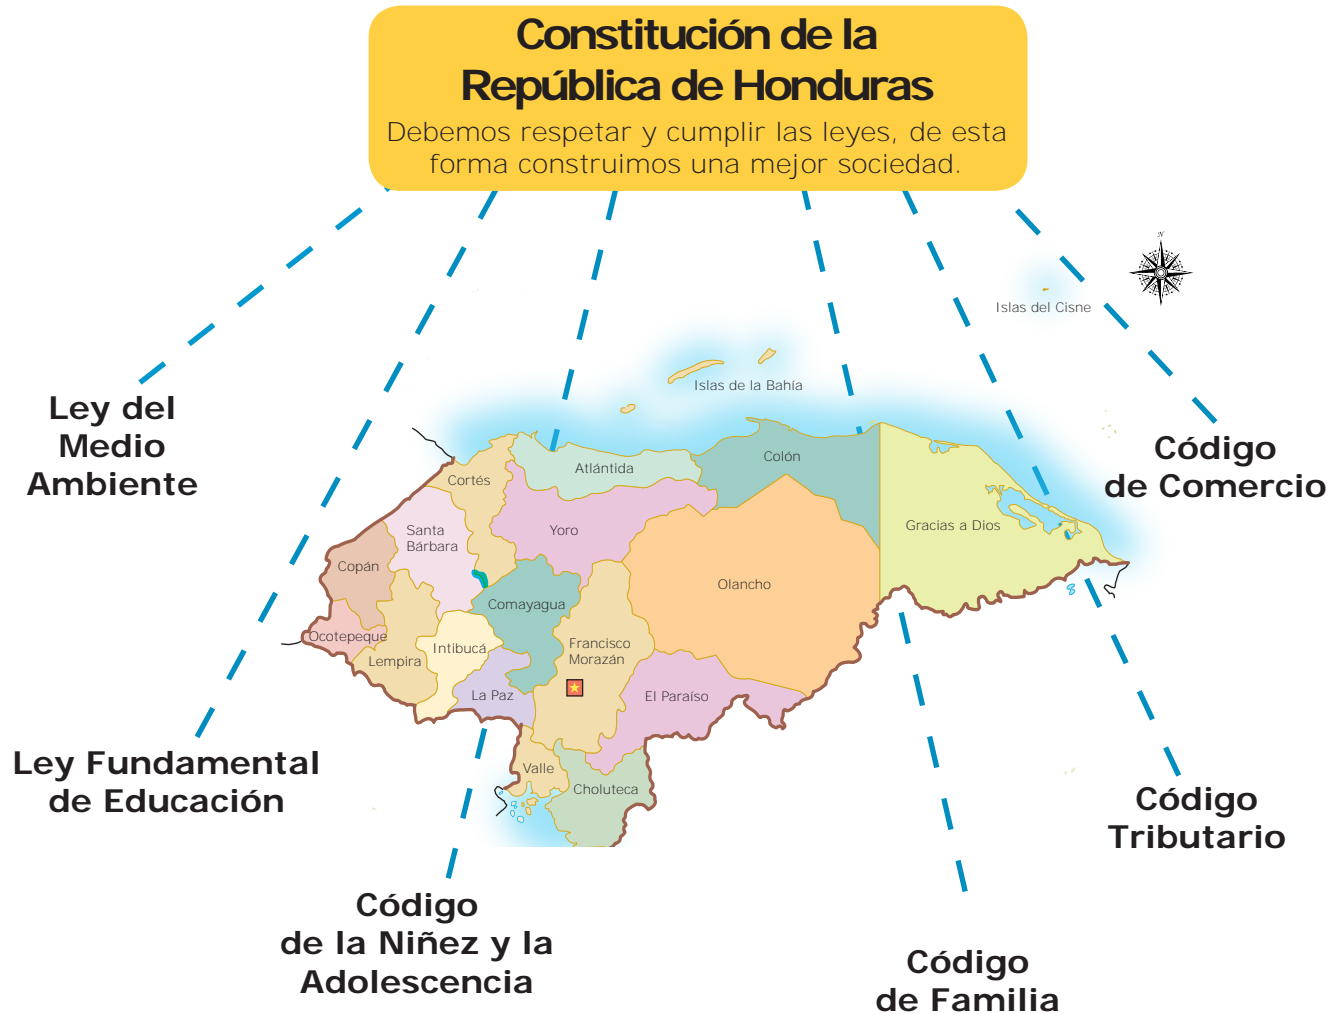 Constitución de la
República de Honduras
Debemos respetar y cumplir las leyes, de esta
forma construimos una mejor sociedad.
N
Islas del Cisne
Islas de la Bahía
Ley del
Medio
Ambiente
Código
de Comercio
Atlántida
Colón
Cortés
Yoro
Gracias a Dios
Santa
Bárbara
Copán
Olancho
Comayagua
Ocotepeque
Lempira
Intibucá
Francisco
Morazán
La Paz
El Paraíso
Valle
Choluteca
Ley Fundamental
de Educación
Código
Tributario
Código
de la Niñez y la
Adolescencia
Código
de Familia